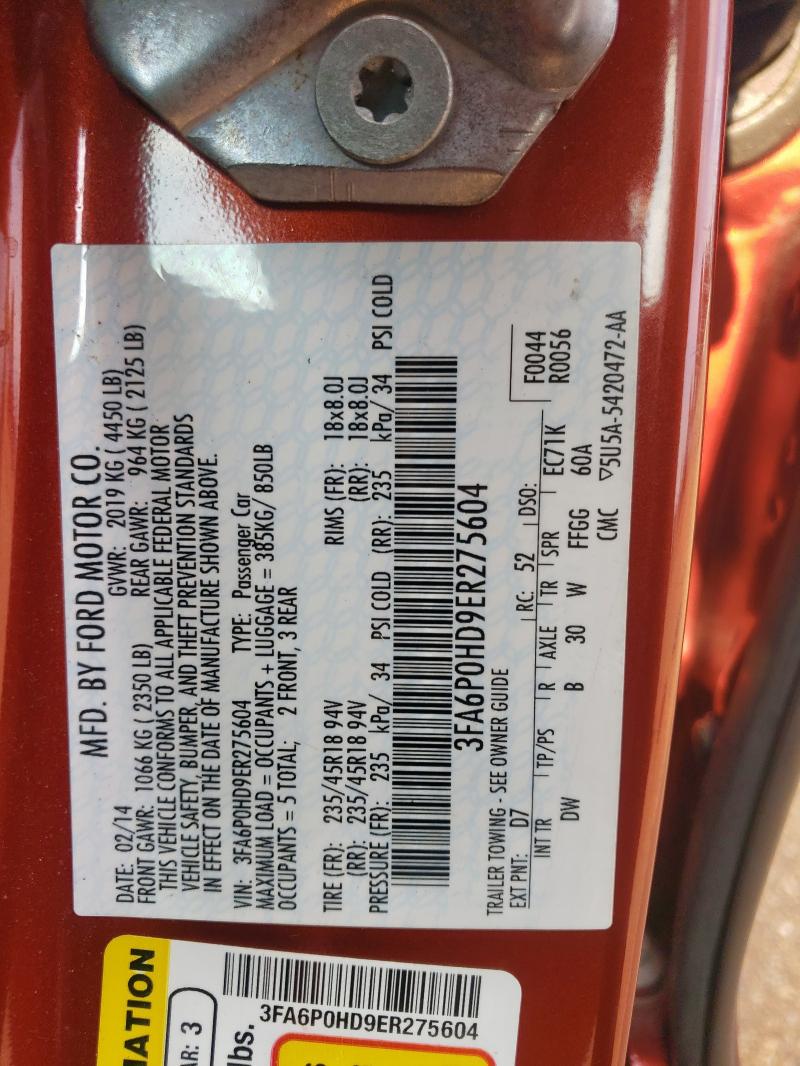 MFD. BY FORD MOTOR CO.
DATE: 02/14 GVWR: 2019 KG ( 4450 LB)
FRONT GAWR: 1066 KG ( 2350 LB) REAR GAWR: 964 KG ( 2125 LB)
THIS VEHICLE CONFORMS TO ALL APPLICABLE FEDERAL MOTOR
VEHICLE SAFETY, BUMPER, AND THEFT PREVENTION STANDARDS
IN EFFECT ON THE DATE OF MANUFACTURE SHOWN ABOVE.
VIN: 3FA6P0HD9ER275604 TYPE: Passenger Car
MAXIMUM LOAD = OCCUPANTS + LUGGAGE = 385KG/ 850LB
OCCUPANTS = 5 TOTAL; 2 FRONT, 3 REAR
TIRE (FR): 235/45R18 94V RIMS (FR): 18x8.0J
(RR): 235/45R18 94V (RR): 18x8.0J
PRESSURE (FR): 235 kPa/ 34 PSI COLD (RR): 235 kPa/ 34 PSI COLD
3FA6P0HD9ER275604
TRAILER TOWING - SEE OWNER GUIDE
F0044
R0056
EXT PNT: D7 RC: 52 DSO:
INT TR TP/PS R AXLE TR SPR EC71K
DW B 30 W FFGG 60A
CMC ▽5U5A-5420472-AA
MATION
AR: 3
lbs.
3FA6P0HD9ER275604